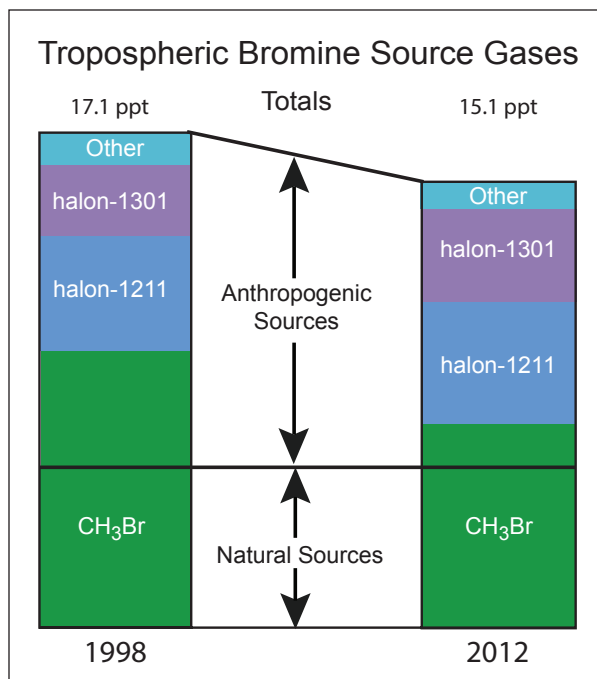 Tropospheric Bromine Source Gases
17.1 ppt
Totals
15.1 ppt
Other
halon-1301
halon-1211
CH₃Br
Anthropogenic
Sources
Natural Sources
Other
halon-1301
halon-1211
CH₃Br
1998
2012